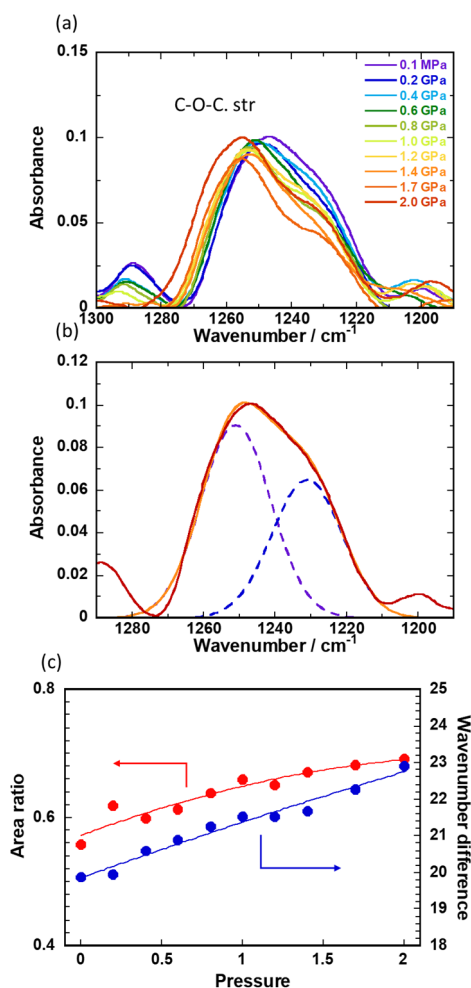 (a)
0.15
0.1
0.05
0
Absorbance
C-O-C. str
0.1 MPa
0.2 GPa
0.4 GPa
0.6 GPa
0.8 GPa
1.0 GPa
1.2 GPa
1.4 GPa
1.7 GPa
2.0 GPa
1300 1280 1260 1240 1220 1200
Wavenumber / cm-1
(b)
0.12
0.1
0.08
0.06
0.04
0.02
0
Absorbance
1280 1260 1240 1220 1200
Wavenumber / cm-1
(c)
0.8
0.6
0.4
Area ratio
25
24
23
22
21
20
19
18
Wavenumber difference
0 0.5 1 1.5 2
Pressure